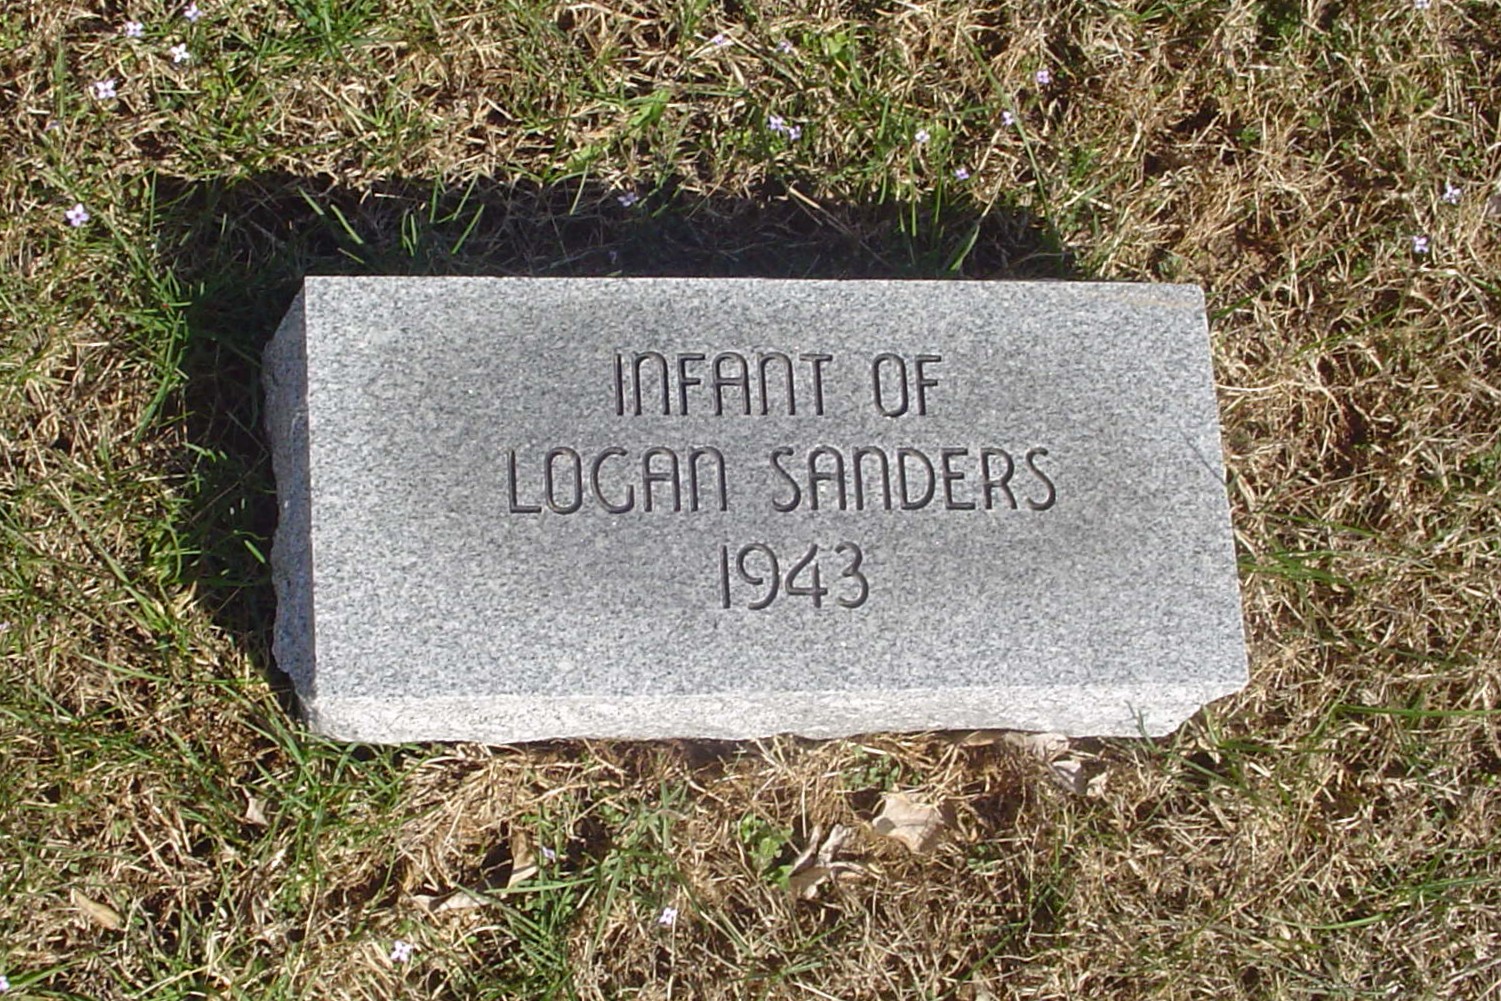 INFANT OF
LOGAN SANDERS
1943